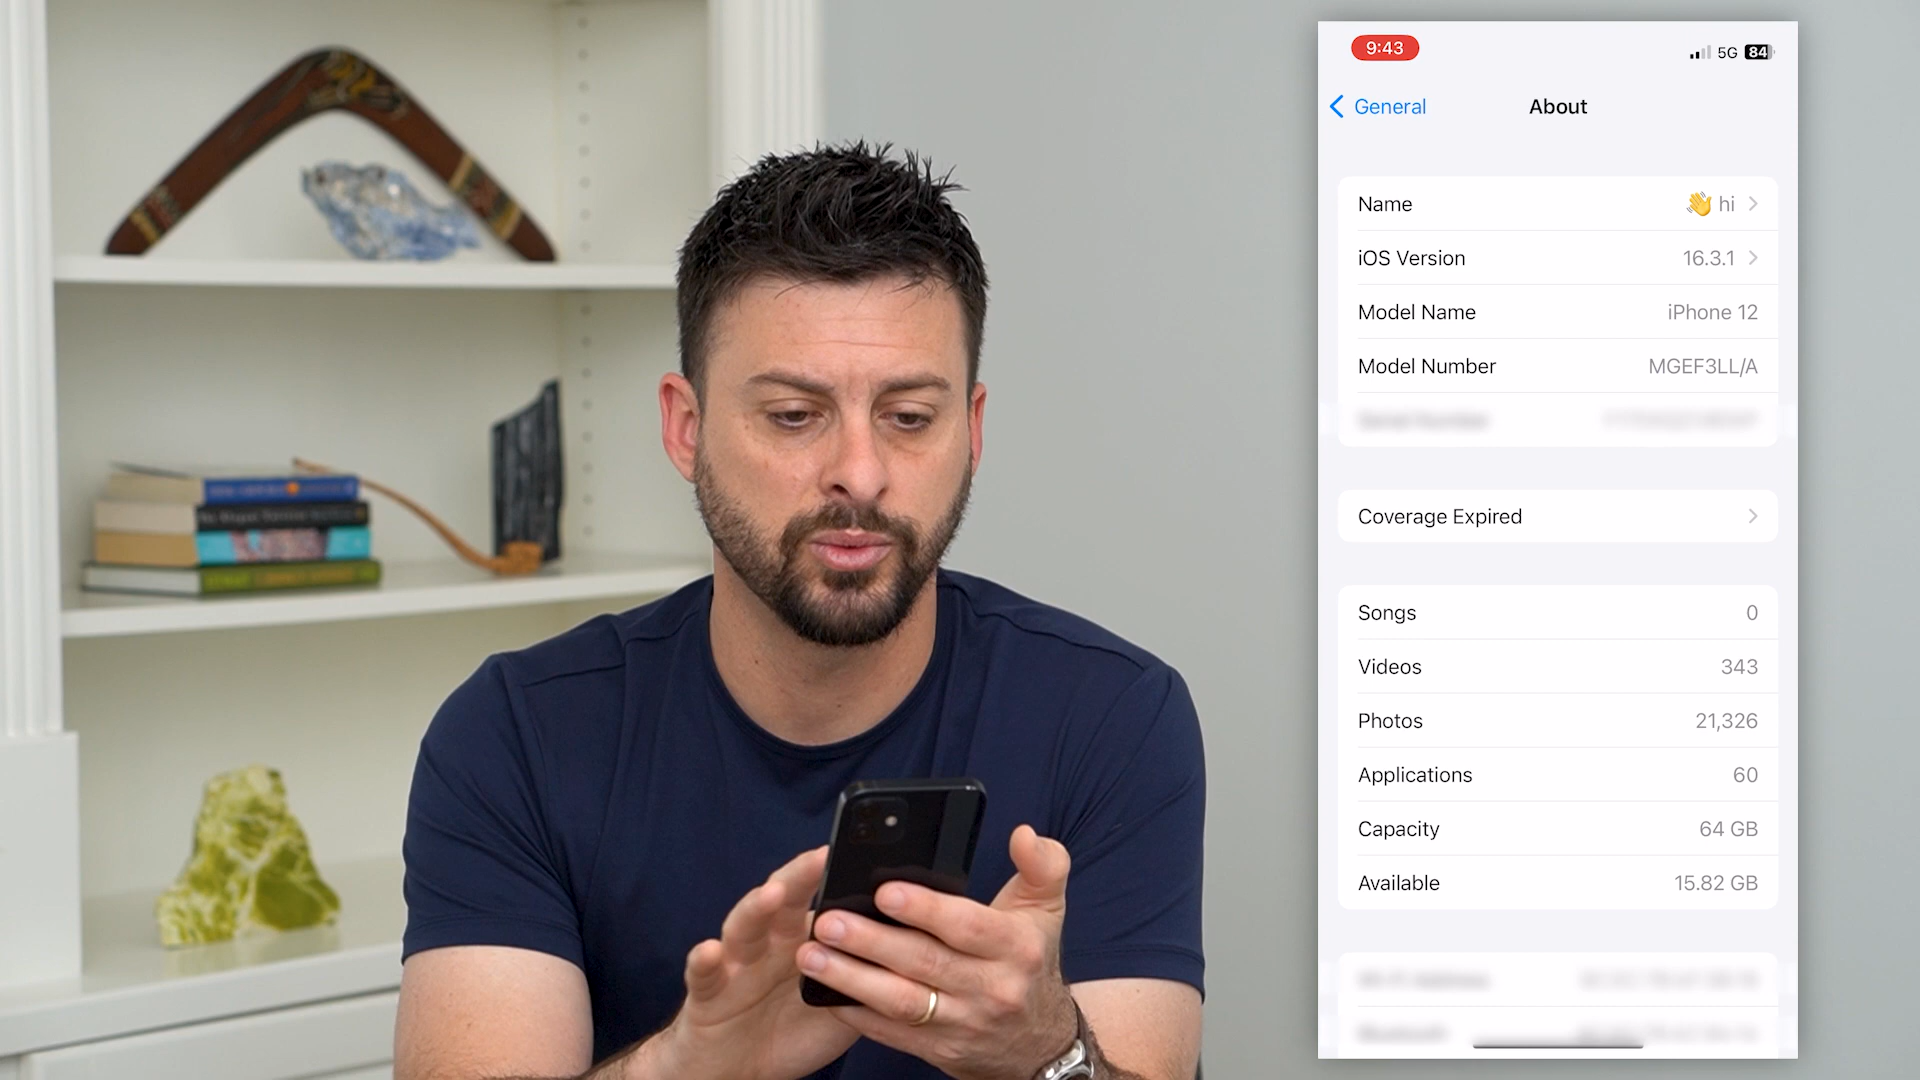 9:43
5G 84
General
About
Name 👋 hi
iOS Version 16.3.1
Model Name iPhone 12
Model Number MGEF3LL/A
Coverage Expired
Songs 0
Videos 343
Photos 21,326
Applications 60
Capacity 64 GB
Available 15.82 GB